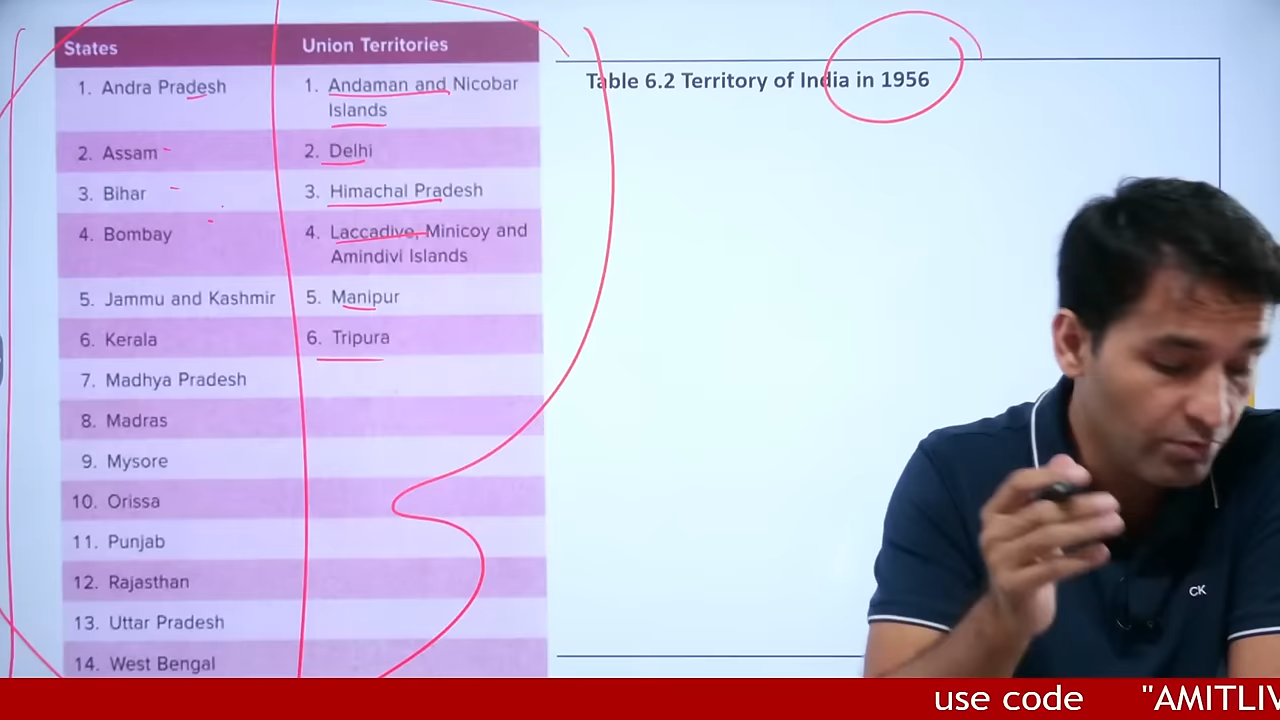 States Union Territories
1. Andra Pradesh 1. Andaman and Nicobar
Islands
2. Assam 2. Delhi
3. Bihar 3. Himachal Pradesh
4. Bombay 4. Laccadive, Minicoy and
Amindivi Islands
5. Jammu and Kashmir 5. Manipur
6. Kerala 6. Tripura
7. Madhya Pradesh
8. Madras
9. Mysore
10. Orissa
11. Punjab
12. Rajasthan
13. Uttar Pradesh
14. West Bengal
Table 6.2 Territory of India in 1956
CK
use code "AMITLIV